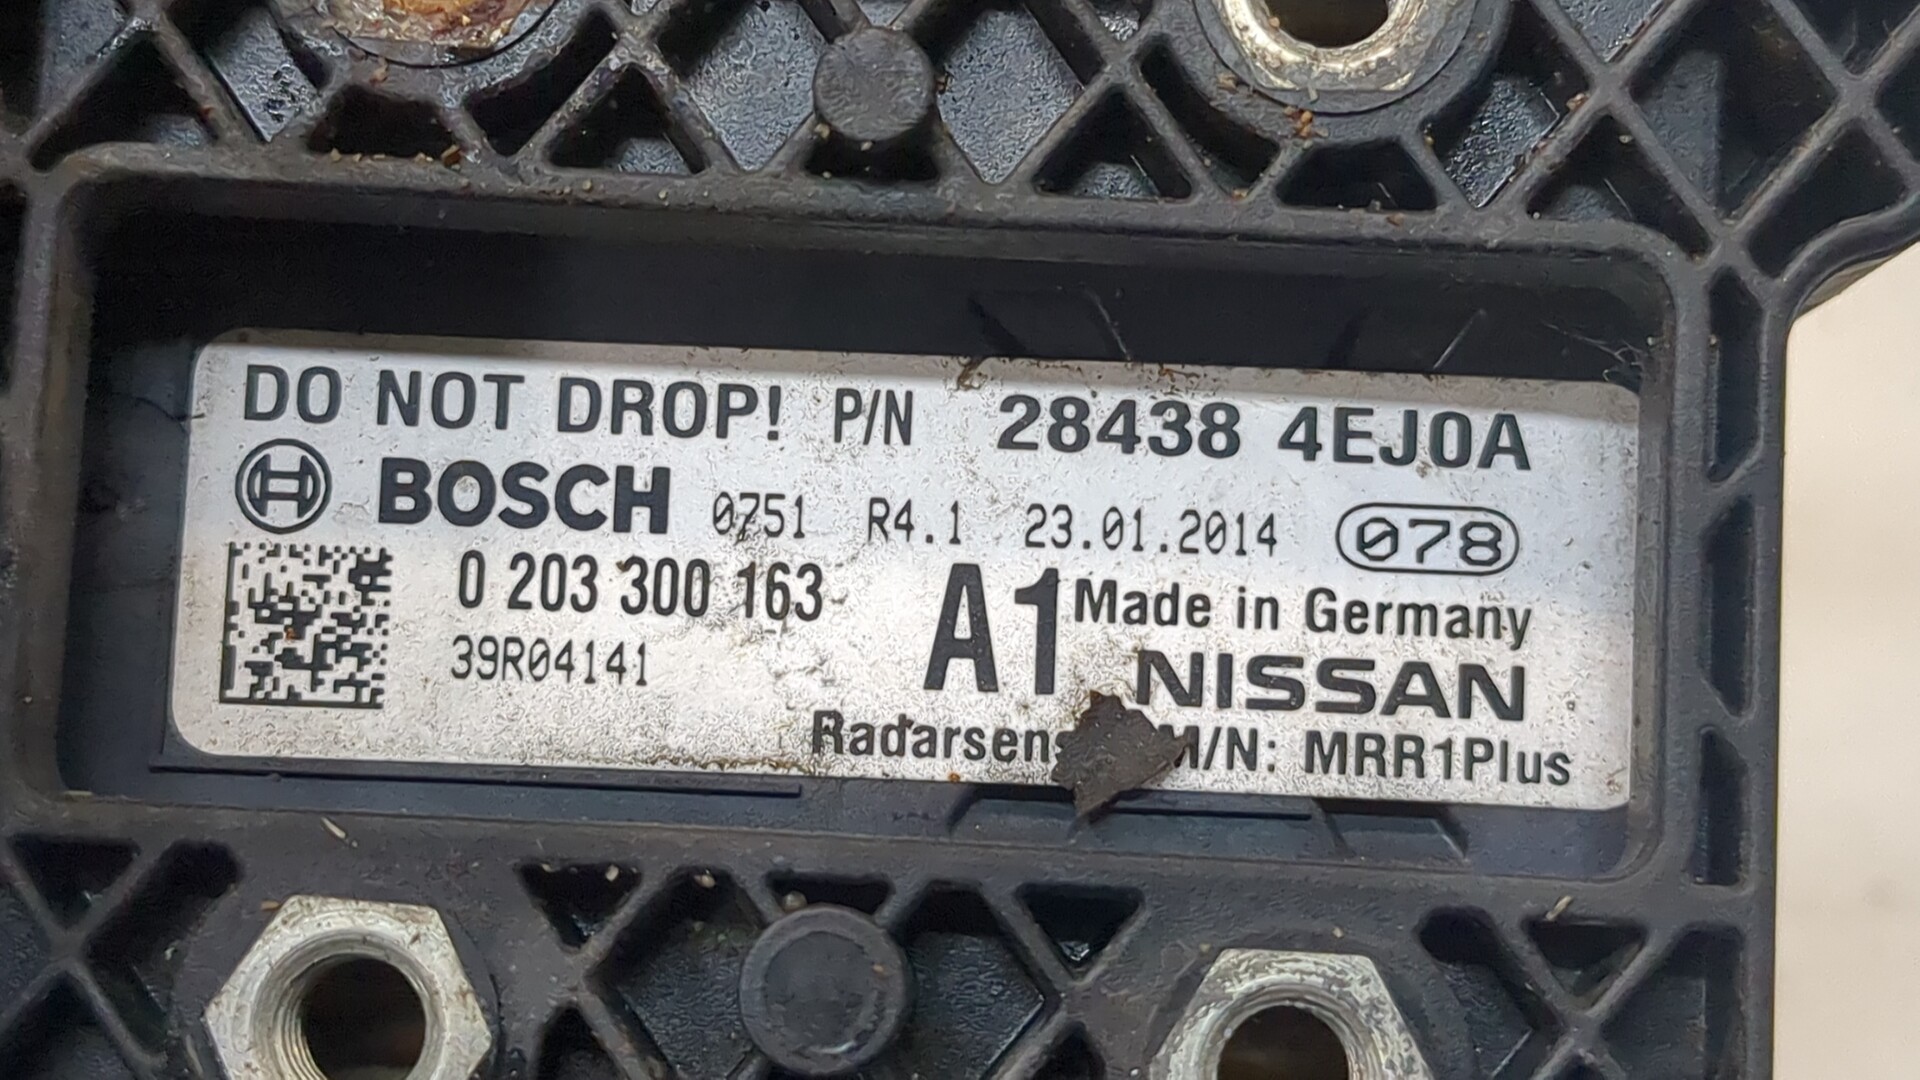 DO NOT DROP! P/N 28438 4EJ0A
BOSCH 0751 R4.1 23.01.2014 078
0 203 300 163 A1 Made in Germany
39R04141 NISSAN
M/N: MRR1Plus